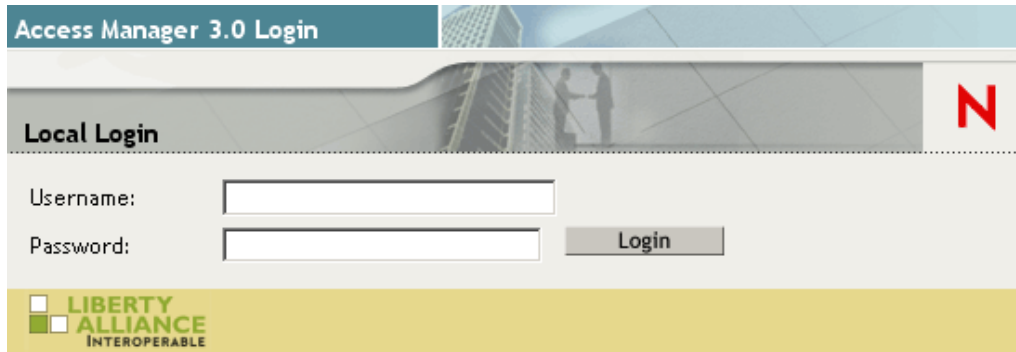 Access Manager 3.0 Login
N
Local Login
Username:
Password:
Login
LIBERTY
ALLIANCE
INTEROPERABLE